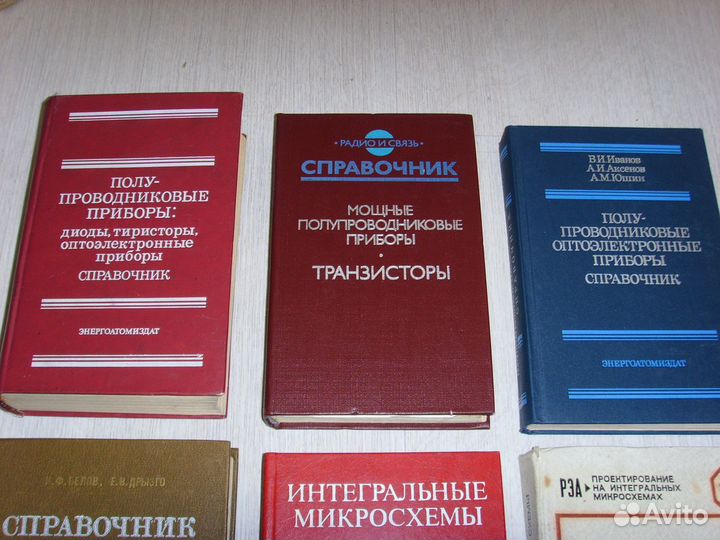 ПОЛУ-
ПРОВОДНИКОВЫЕ
ПРИБОРЫ:
диоды, тиристоры,
оптоэлектронные
приборы
СПРАВОЧНИК
ЭНЕРГОАТОМИЗДАТ
РАДИО И СВЯЗЬ
СПРАВОЧНИК
МОЩНЫЕ
ПОЛУПРОВОДНИКОВЫЕ
ПРИБОРЫ
ТРАНЗИСТОРЫ
В.И.Иванов
А.И.Аксенов
А.М.Юшин
ПОЛУ-
ПРОВОДНИКОВЫЕ
ОПТОЭЛЕКТРОННЫЕ
ПРИБОРЫ
СПРАВОЧНИК
ЭНЕРГОАТОМИЗДАТ
Н.Ф.БЕЛОВ, Е.В.ДРЫЗГО
СПРАВОЧНИК
ИНТЕГРАЛЬНЫЕ
МИКРОСХЕМЫ
РЭА ПРОЕКТИРОВАНИЕ
НА ИНТЕГРАЛЬНЫХ
МИКРОСХЕМАХ
Avito